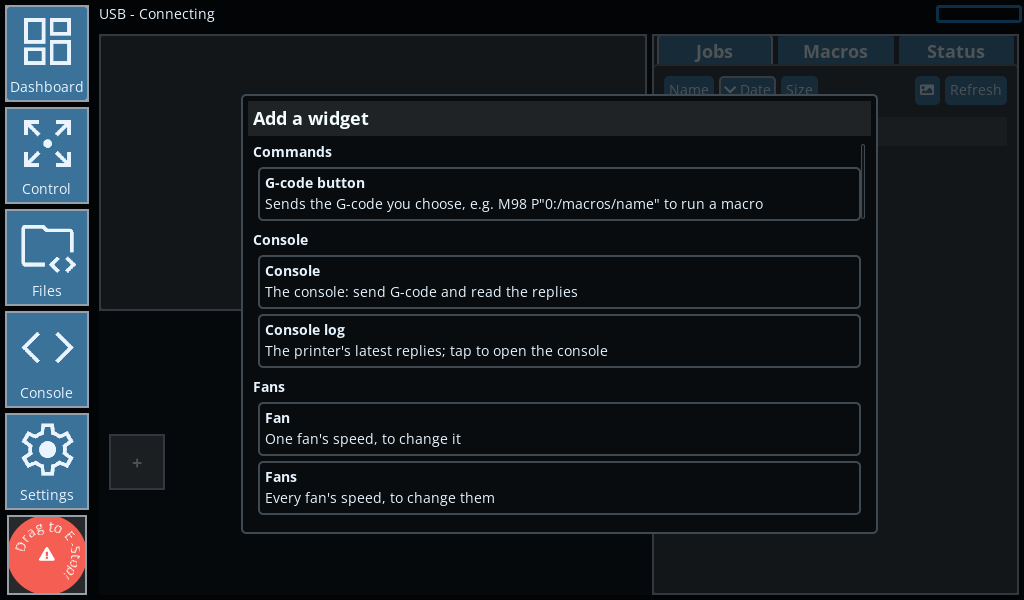 USB - Connecting
Dashboard
Control
Files
Console
Settings
Drag to E-Stop!
Jobs
Macros
Status
Name
Date
Size
Refresh
Add a widget
Commands
G-code button
Sends the G-code you choose, e.g. M98 P"0:/macros/name" to run a macro
Console
Console
The console: send G-code and read the replies
Console log
The printer's latest replies; tap to open the console
Fans
Fan
One fan's speed, to change it
Fans
Every fan's speed, to change them
+